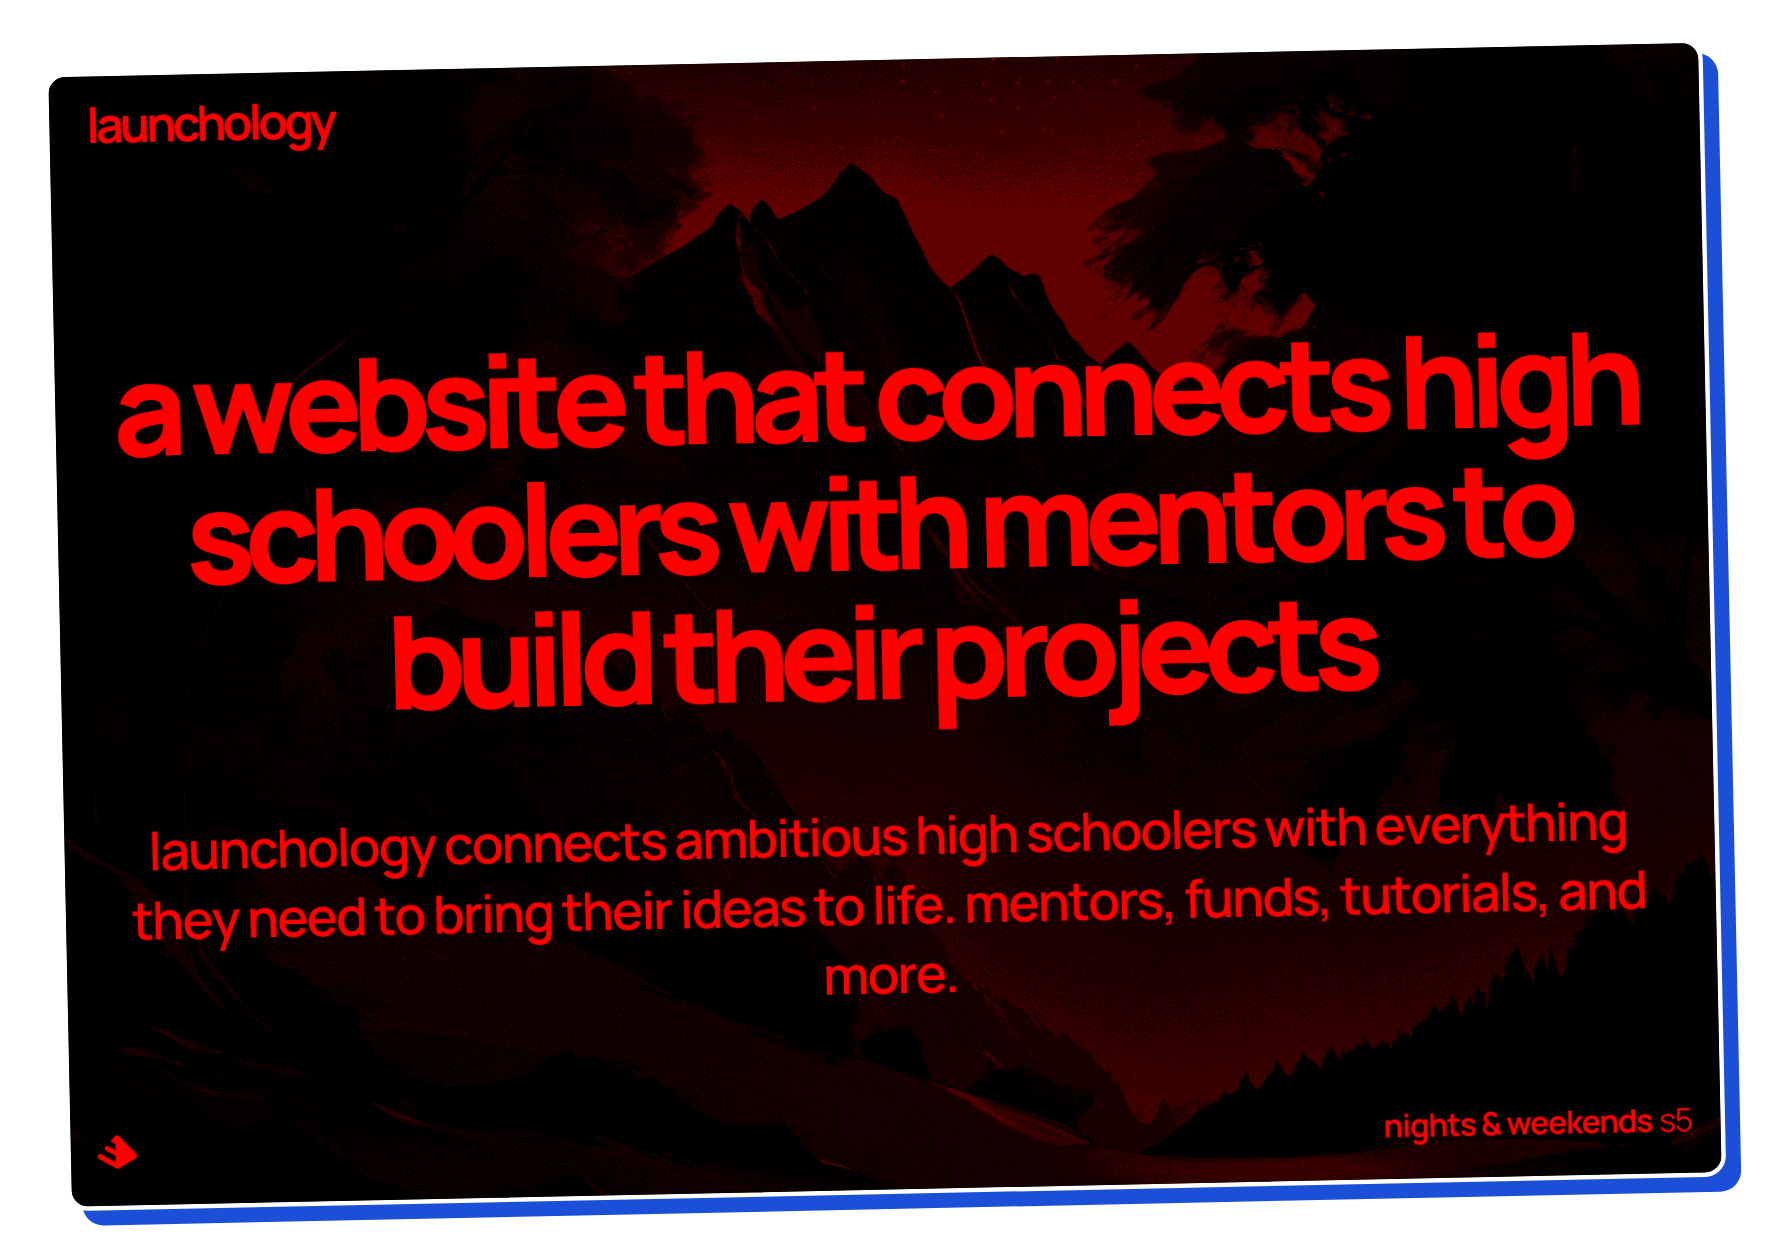 launchology
a website that connects high
schoolers with mentors to
build their projects
launchology connects ambitious high schoolers with everything
they need to bring their ideas to life. mentors, funds, tutorials, and
more.
nights & weekends s5